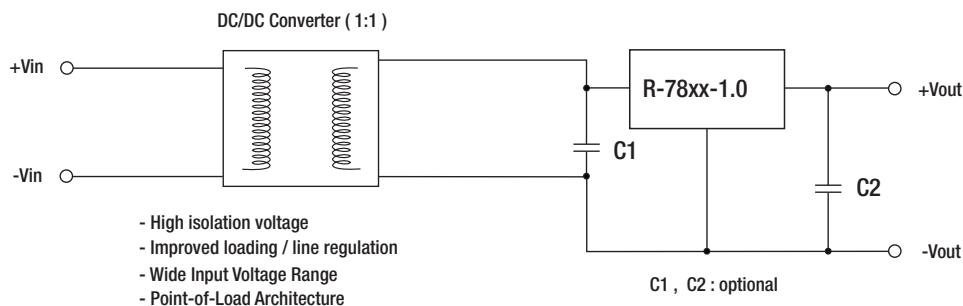 DC/DC Converter ( 1:1 )
+Vin
R-78xx-1.0
+Vout
C1
-Vin
C2
- High isolation voltage
- Improved loading / line regulation
-Vout
- Wide Input Voltage Range
C1 , C2 : optional
- Point-of-Load Architecture